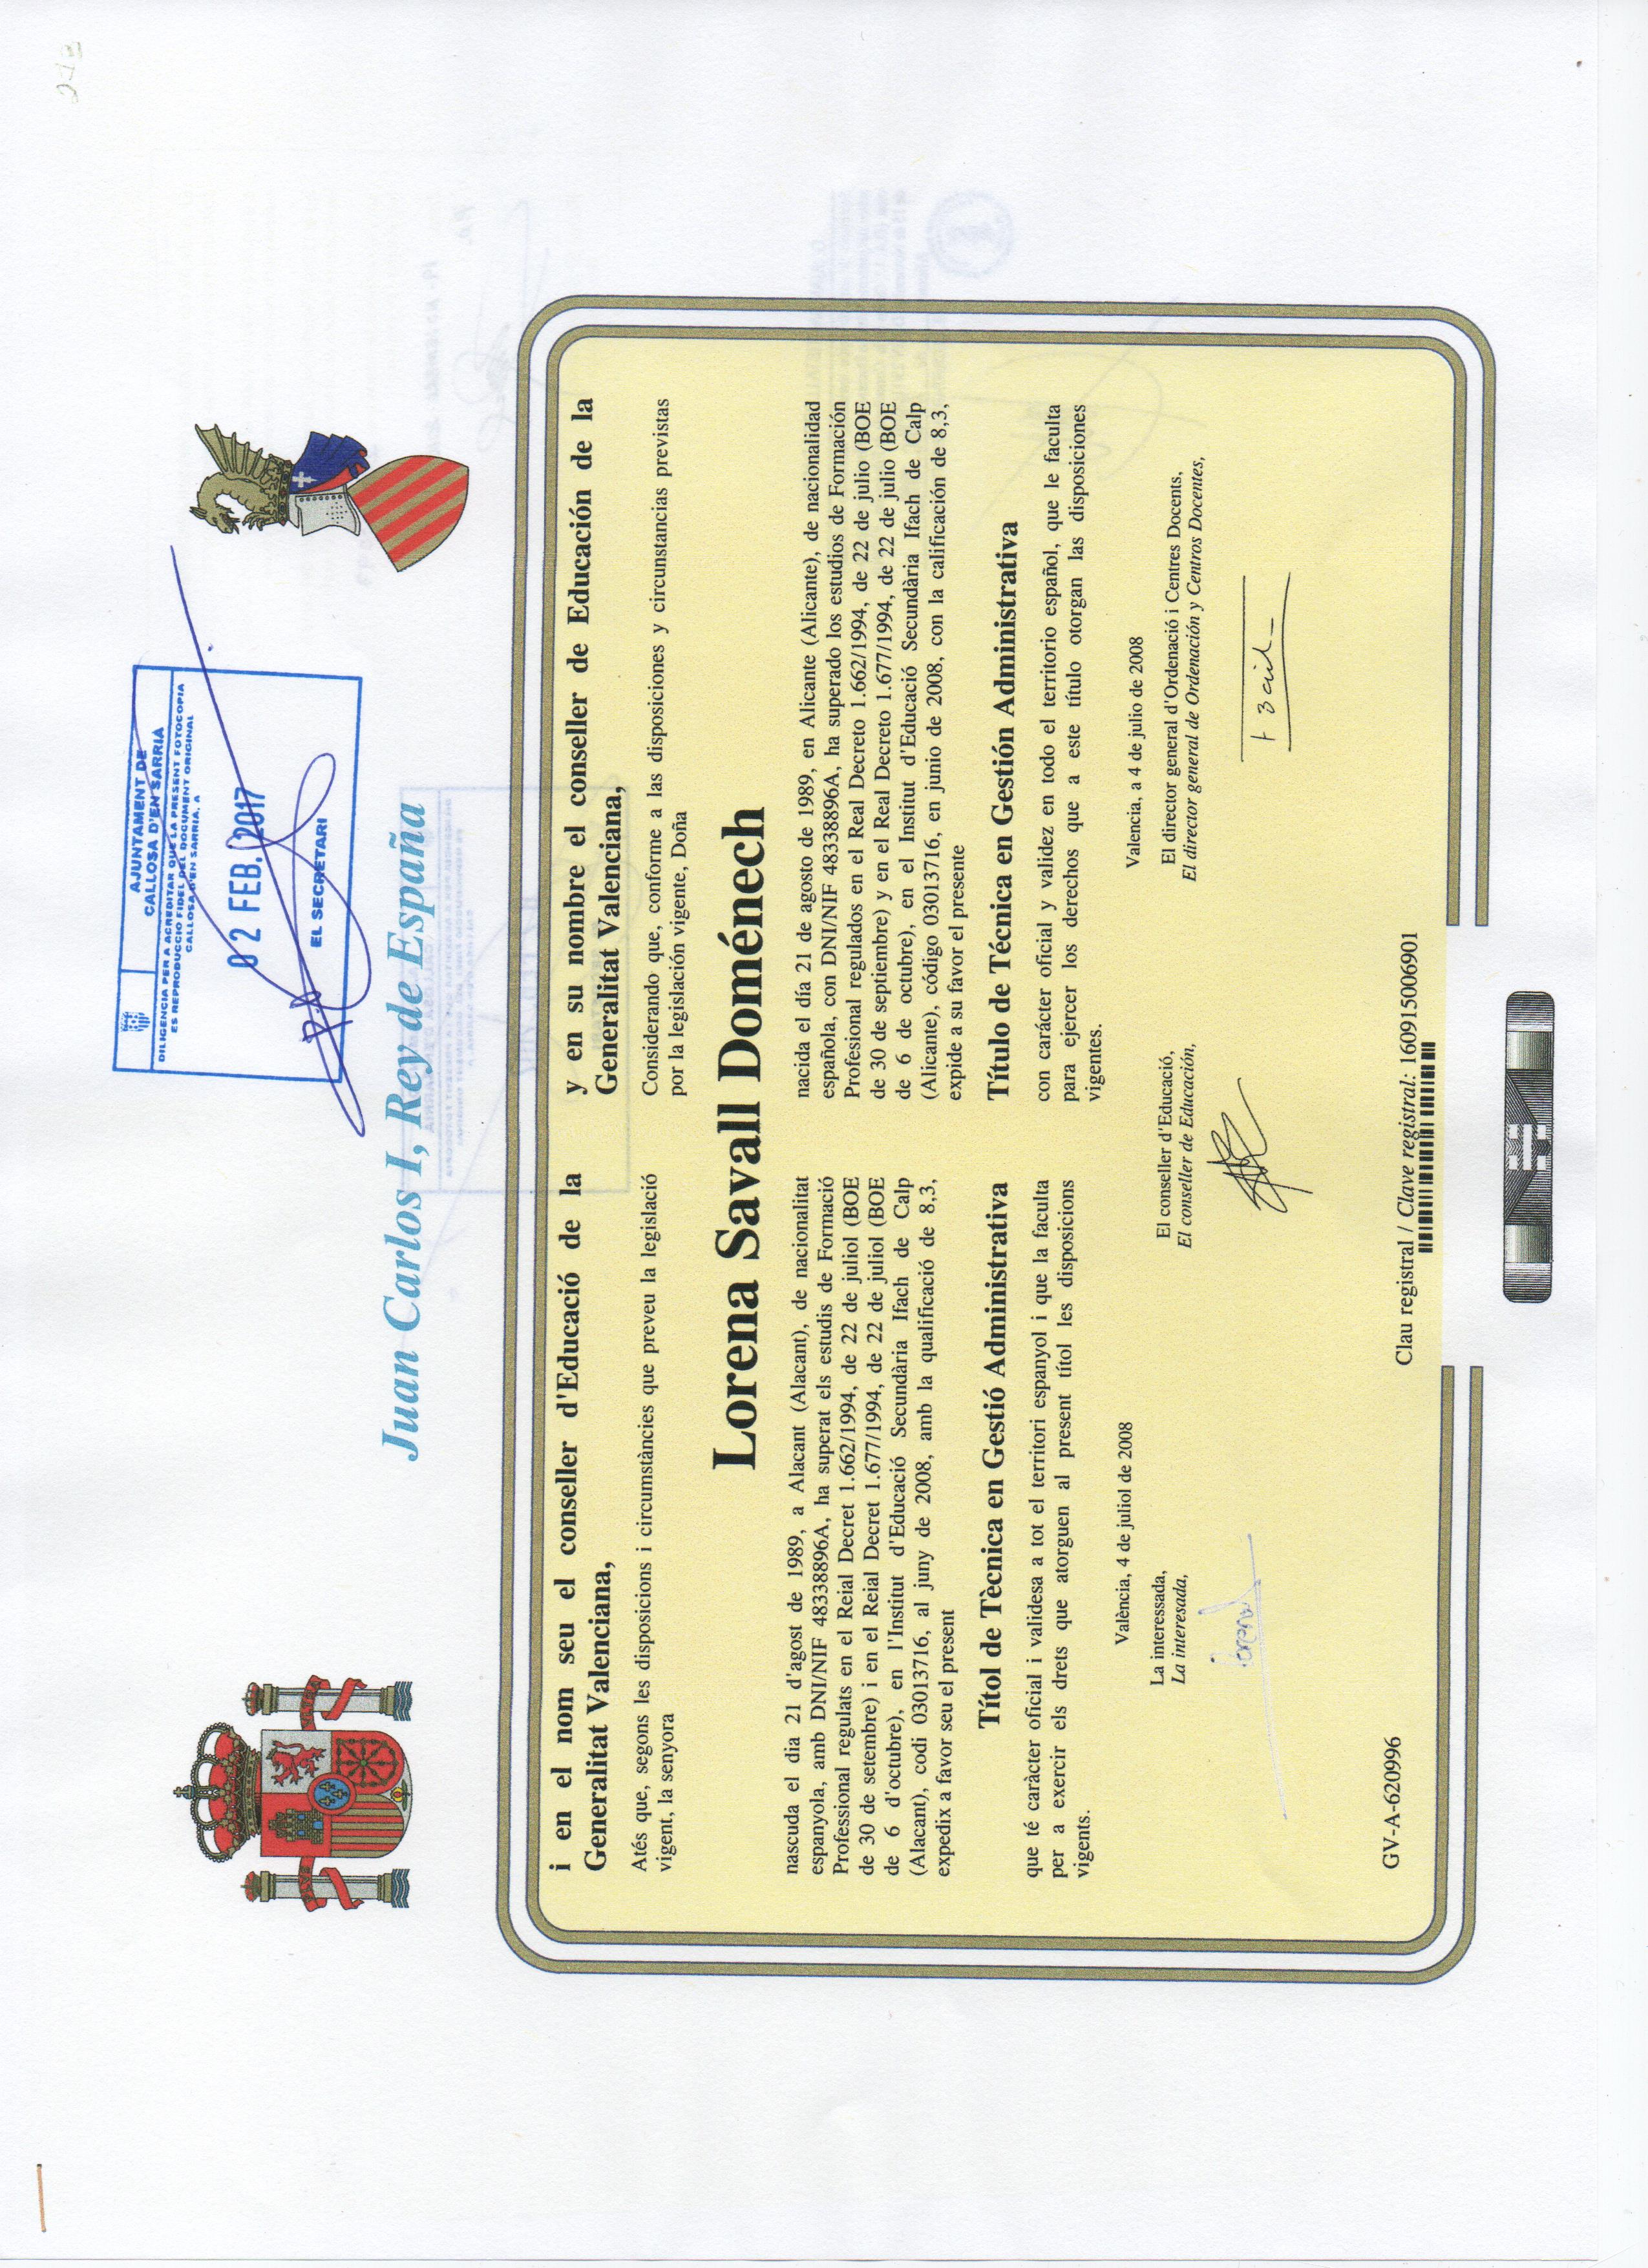 AJUNTAMENT DE
CALLOSA D'EN SARRIÀ
DILIGENCIA PER A ACREDITAR QUE LA PRESENT FOTOCOPIA
ES REPRODUCCIO FIDEL DEL DOCUMENT ORIGINAL
CALLOSA D'EN SARRIA, A
02 FEB. 2017
P.A
EL SECRETARI
Juan Carlos I, Rey de España
i en el nom seu el conseller d'Educació de la
Generalitat Valenciana,
Atés que, segons les disposicions i circumstàncies que preveu la legislació
vigent, la senyora
y en su nombre el conseller de Educación de la
Generalitat Valenciana,
Considerando que, conforme a las disposiciones y circunstancias previstas
por la legislación vigente, Doña
Lorena Savall Doménech
nascuda el dia 21 d'agost de 1989, a Alacant (Alacant), de nacionalitat
espanyola, amb DNI/NIF 48338896A, ha superat els estudis de Formació
Professional regulats en el Reial Decret 1.662/1994, de 22 de juliol (BOE
de 30 de setembre) i en el Reial Decret 1.677/1994, de 22 de juliol (BOE
de 6 d'octubre), en l'Institut d'Educació Secundària Ifach de Calp
(Alacant), codi 03013716, al juny de 2008, amb la qualificació de 8,3,
expedix a favor seu el present
Títol de Tècnica en Gestió Administrativa
que té caràcter oficial i validesa a tot el territori espanyol i que la faculta
per a exercir els drets que atorguen al present títol les disposicions
vigents.
València, 4 de juliol de 2008
La interessada,
La interesada,
nacida el día 21 de agosto de 1989, en Alicante (Alicante), de nacionalidad
española, con DNI/NIF 48338896A, ha superado los estudios de Formación
Profesional regulados en el Real Decreto 1.662/1994, de 22 de julio (BOE
de 30 de septiembre) y en el Real Decreto 1.677/1994, de 22 de julio (BOE
de 6 de octubre), en el Institut d'Educació Secundària Ifach de Calp
(Alicante), código 03013716, en junio de 2008, con la calificación de 8,3,
expide a su favor el presente
Título de Técnica en Gestión Administrativa
con carácter oficial y validez en todo el territorio español, que le faculta
para ejercer los derechos que a este título otorgan las disposiciones
vigentes.
Valencia, a 4 de julio de 2008
El conseller d'Educació,
El conseller de Educación,
El director general d'Ordenació i Centres Docents,
El director general de Ordenación y Centros Docentes,
GV-A-620996
Clau registral / Clave registral: 160915006901